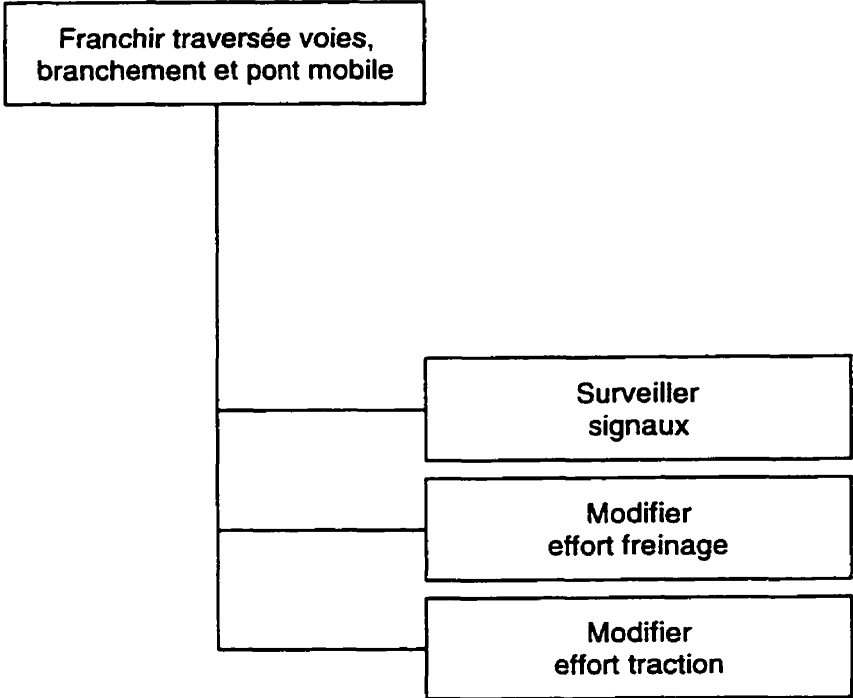 Franchir traversée voies,
branchement et pont mobile
Surveiller
signaux
Modifier
effort freinage
Modifier
effort traction